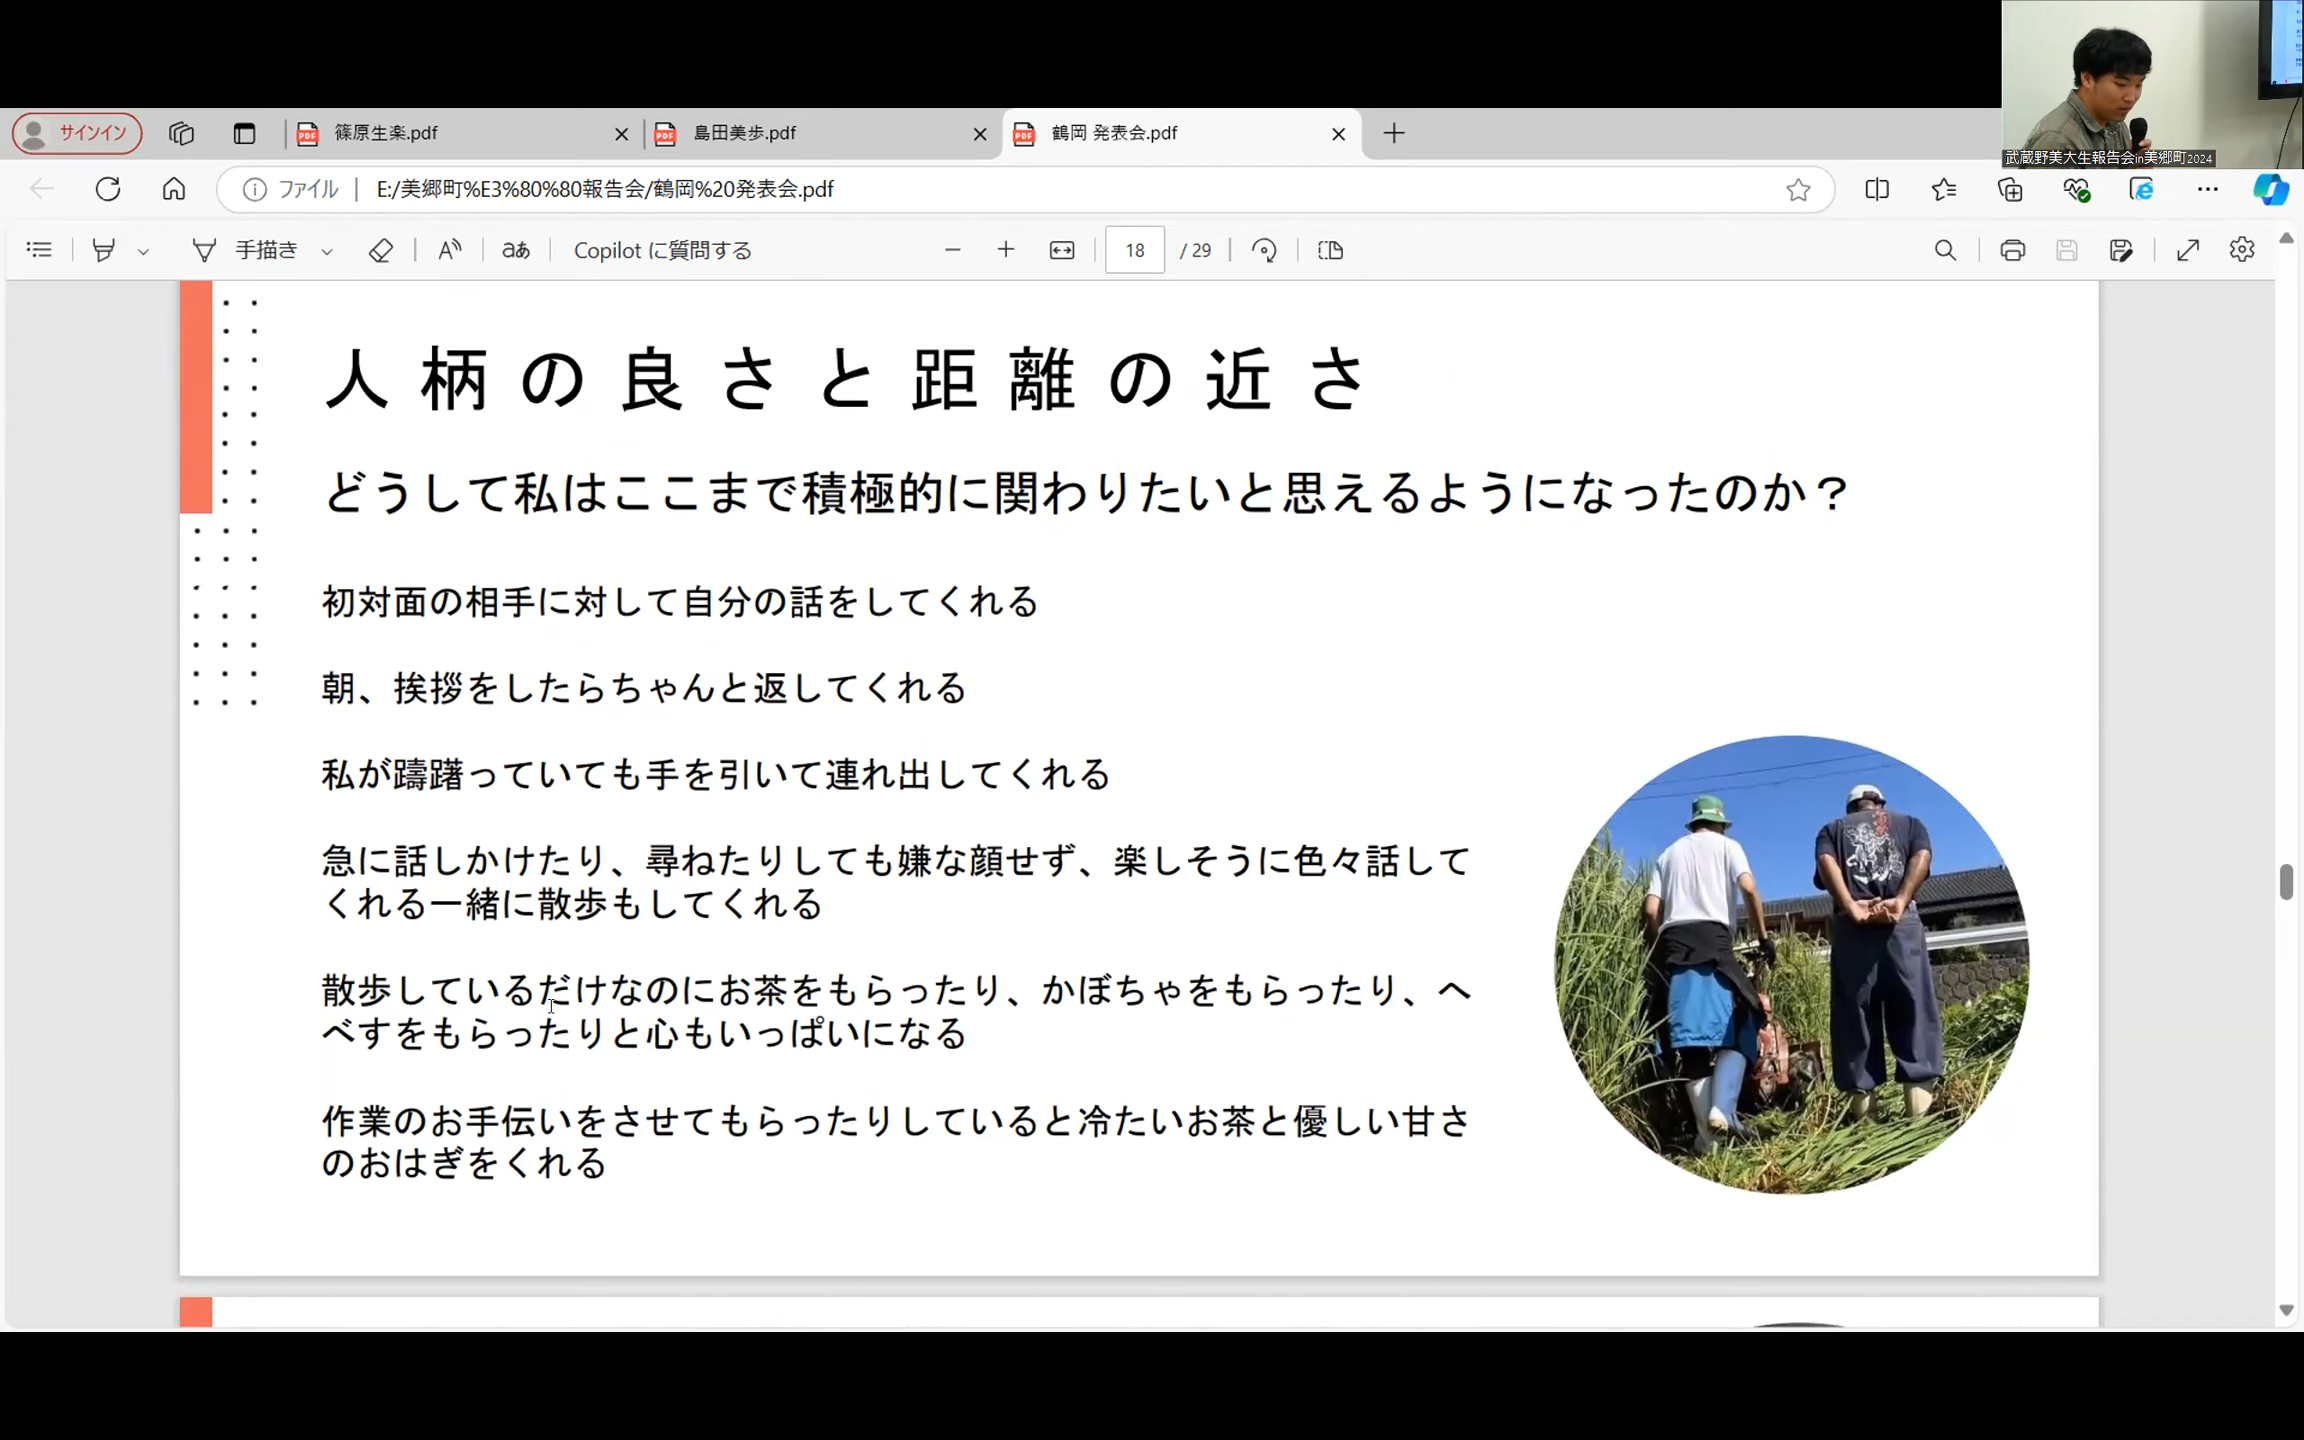 武蔵野美大生報告会in美郷町2024
サインイン
篠原生楽.pdf
島田美歩.pdf
鶴岡 発表会.pdf
ファイル
E:/美郷町%E3%80%80報告会/鶴岡%20発表会.pdf
手描き
aあ
Copilot に質問する
18 / 29
人柄の良さと距離の近さ
どうして私はここまで積極的に関わりたいと思えるようになったのか？
初対面の相手に対して自分の話をしてくれる
朝、挨拶をしたらちゃんと返してくれる
私が躊躇っていても手を引いて連れ出してくれる
急に話しかけたり、尋ねたりしても嫌な顔せず、楽しそうに色々話して
くれる一緒に散歩もしてくれる
散歩しているだけなのにお茶をもらったり、かぼちゃをもらったり、へ
べすをもらったりと心もいっぱいになる
作業のお手伝いをさせてもらったりしていると冷たいお茶と優しい甘さ
のおはぎをくれる